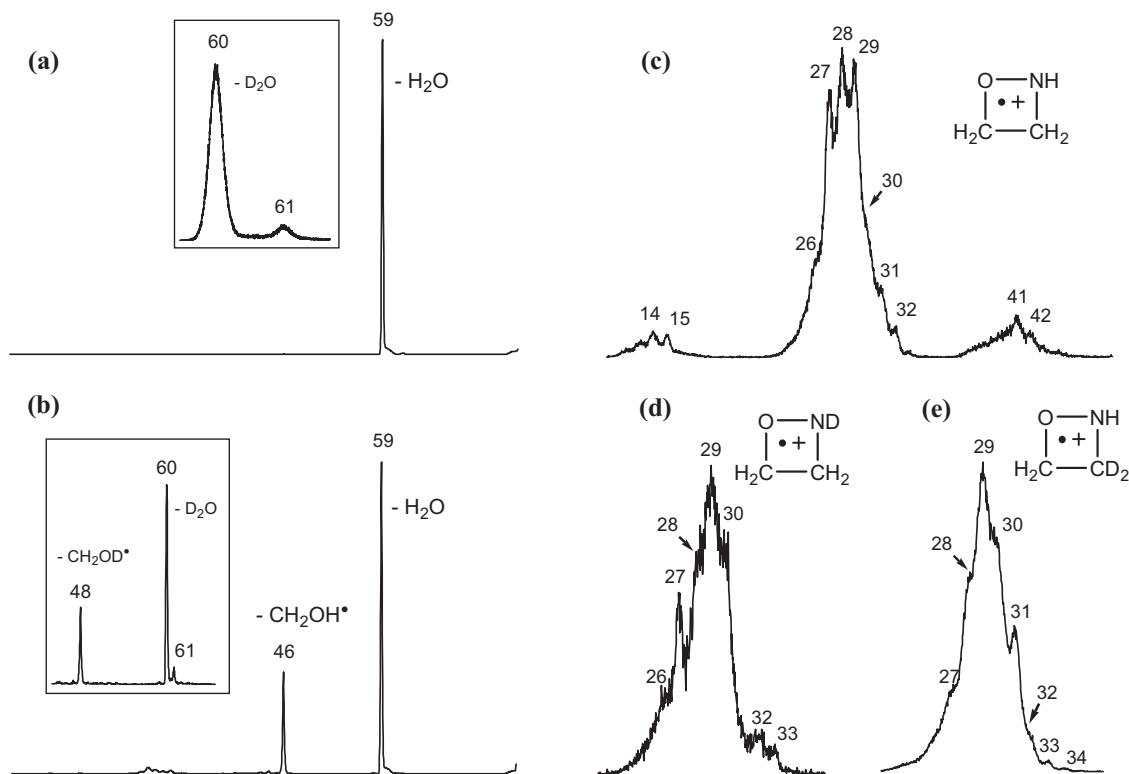 (a)
60
- D₂O
61
59
- H₂O
(b)
60
- D₂O
- CH₂OD•
48
61
- CH₂OH•
46
59
- H₂O
(c)
28
27
29
30
26
31
32
14
15
41
42
O NH
• +
H₂C CH₂
(d)
29
30
28
27
26
32
33
O ND
• +
H₂C CH₂
(e)
29
30
28
31
27
32
33
34
O NH
• +
H₂C CD₂